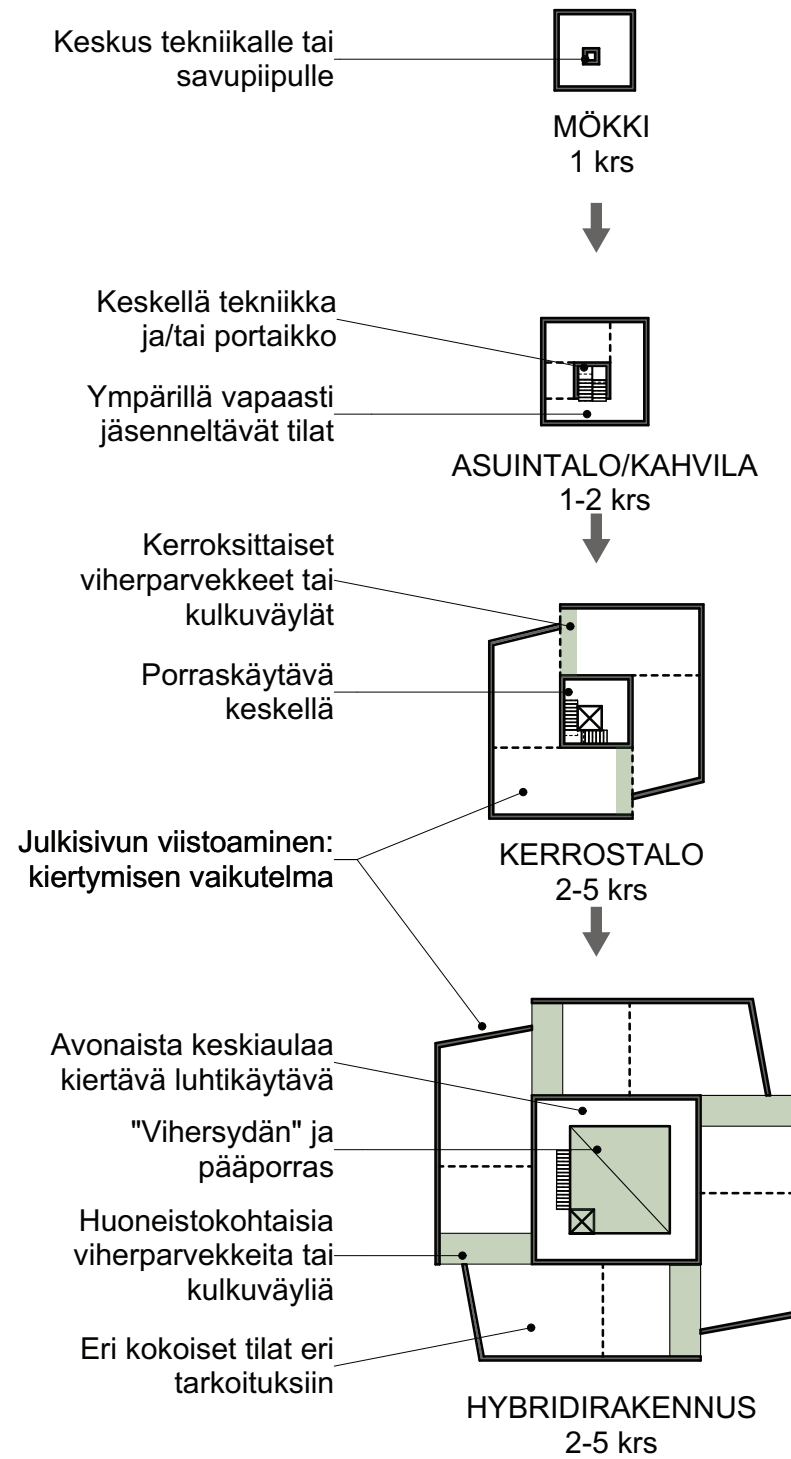 Keskus tekniikalle tai
savupiipulle
MÖKKI
1 krs
Keskellä tekniikka
ja/tai portaikko
Ympärillä vapaasti
jäsenneltävät tilat
ASUINTALO/KAHVILA
1-2 krs
Kerroksittaiset
viherparvekkeet tai
kulkuväylät
Porraskäytävä
keskellä
Julkisivun viistoaminen:
kiertymisen vaikutelma
KERROSTALO
2-5 krs
Avonaista keskiaulaa
kiertävä luhtikäytävä
"Vihersydän" ja
pääporras
Huoneistokohtaisia
viherparvekkeita tai
kulkuväyliä
Eri kokoiset tilat eri
tarkoituksiin
HYBRIDIRAKENNUS
2-5 krs